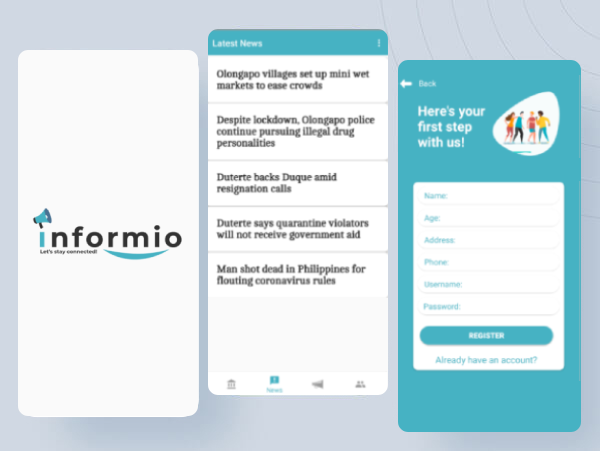 informio
Let's stay connected!
Latest News
Olongapo villages set up mini wet
markets to ease crowds
Despite lockdown, Olongapo police
continue pursuing illegal drug
personalities
Duterte backs Duque amid
resignation calls
Duterte says quarantine violators
will not receive government aid
Man shot dead in Philippines for
flouting coronavirus rules
News
Back
Here's your
first step
with us!
Name:
Age:
Address:
Phone:
Username:
Password:
REGISTER
Already have an account?